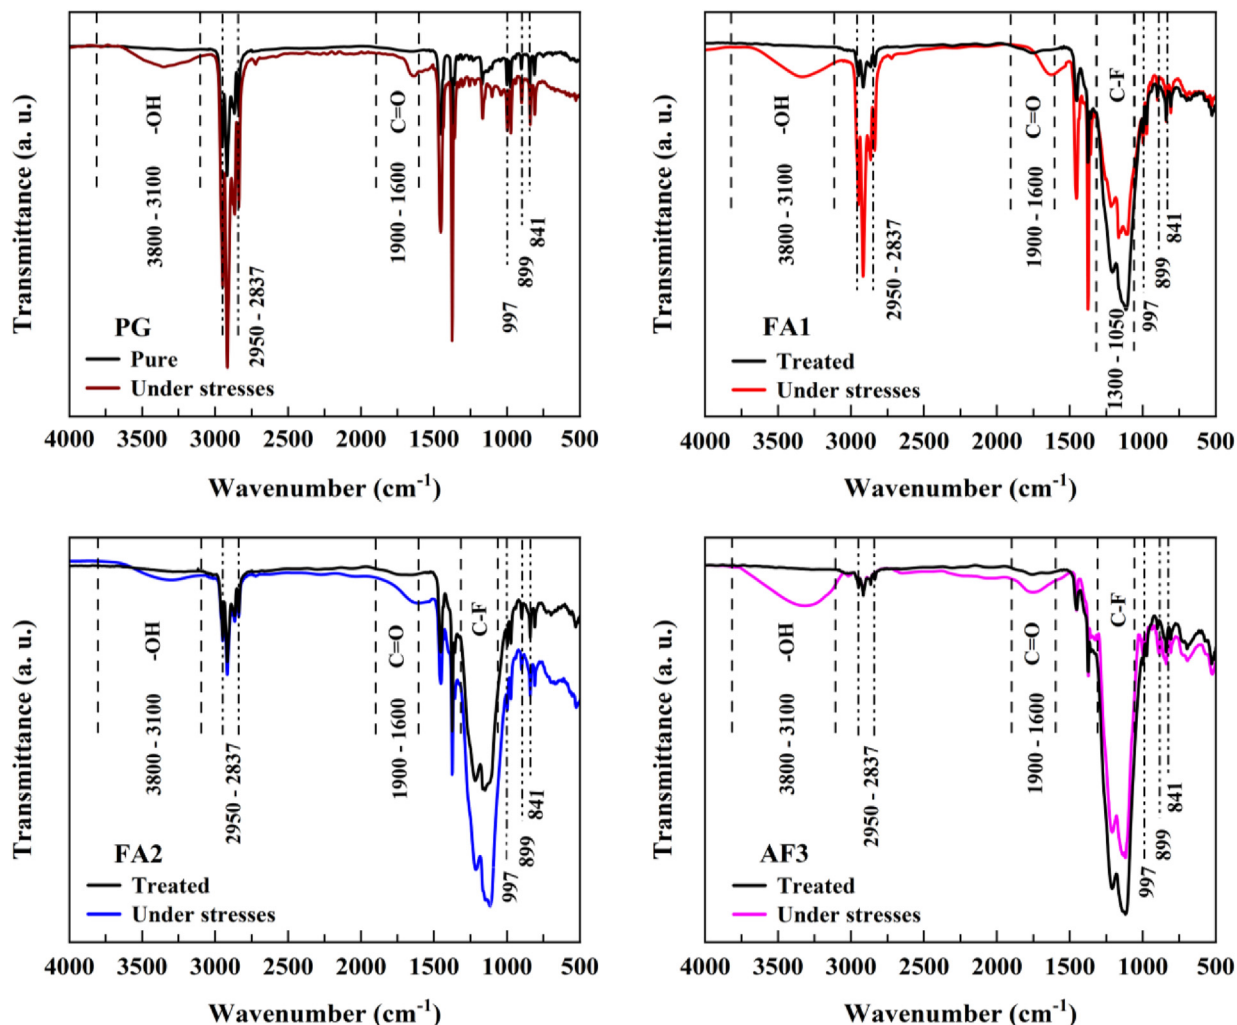 Transmittance (a. u.)
-OH
3800 - 3100
2950 - 2837
C=O
1900 - 1600
997
899
841
PG
Pure
Under stresses
4000 3500 3000 2500 2000 1500 1000 500
Wavenumber (cm-1)
Transmittance (a. u.)
-OH
3800 - 3100
2950 - 2837
C=O
1900 - 1600
C-F
1300 - 1050
997
899
841
FA1
Treated
Under stresses
4000 3500 3000 2500 2000 1500 1000 500
Wavenumber (cm-1)
Transmittance (a. u.)
-OH
3800 - 3100
2950 - 2837
C=O
1900 - 1600
C-F
997
899
841
FA2
Treated
Under stresses
4000 3500 3000 2500 2000 1500 1000 500
Wavenumber (cm-1)
Transmittance (a. u.)
-OH
3800 - 3100
2950 - 2837
C=O
1900 - 1600
C-F
997
899
841
AF3
Treated
Under stresses
4000 3500 3000 2500 2000 1500 1000 500
Wavenumber (cm-1)